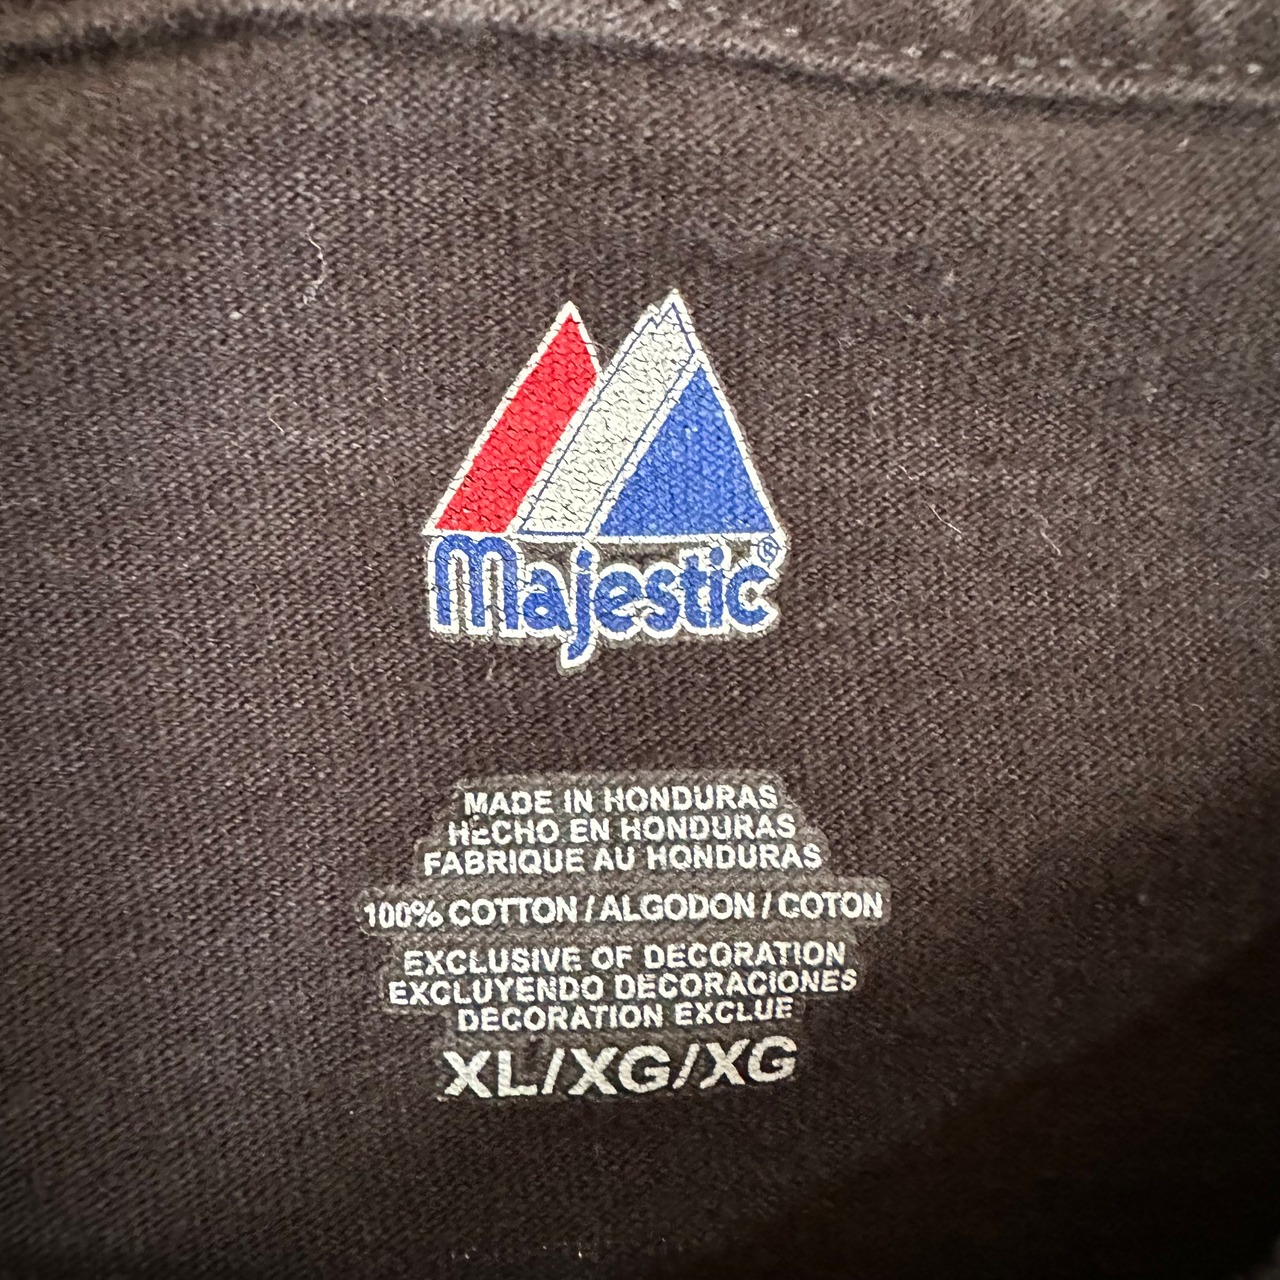 Majestic®
MADE IN HONDURAS
HECHO EN HONDURAS
FABRIQUE AU HONDURAS
100% COTTON / ALGODON / COTON
EXCLUSIVE OF DECORATION
EXCLUYENDO DECORACIONES
DECORATION EXCLUE
XL/XG/XG